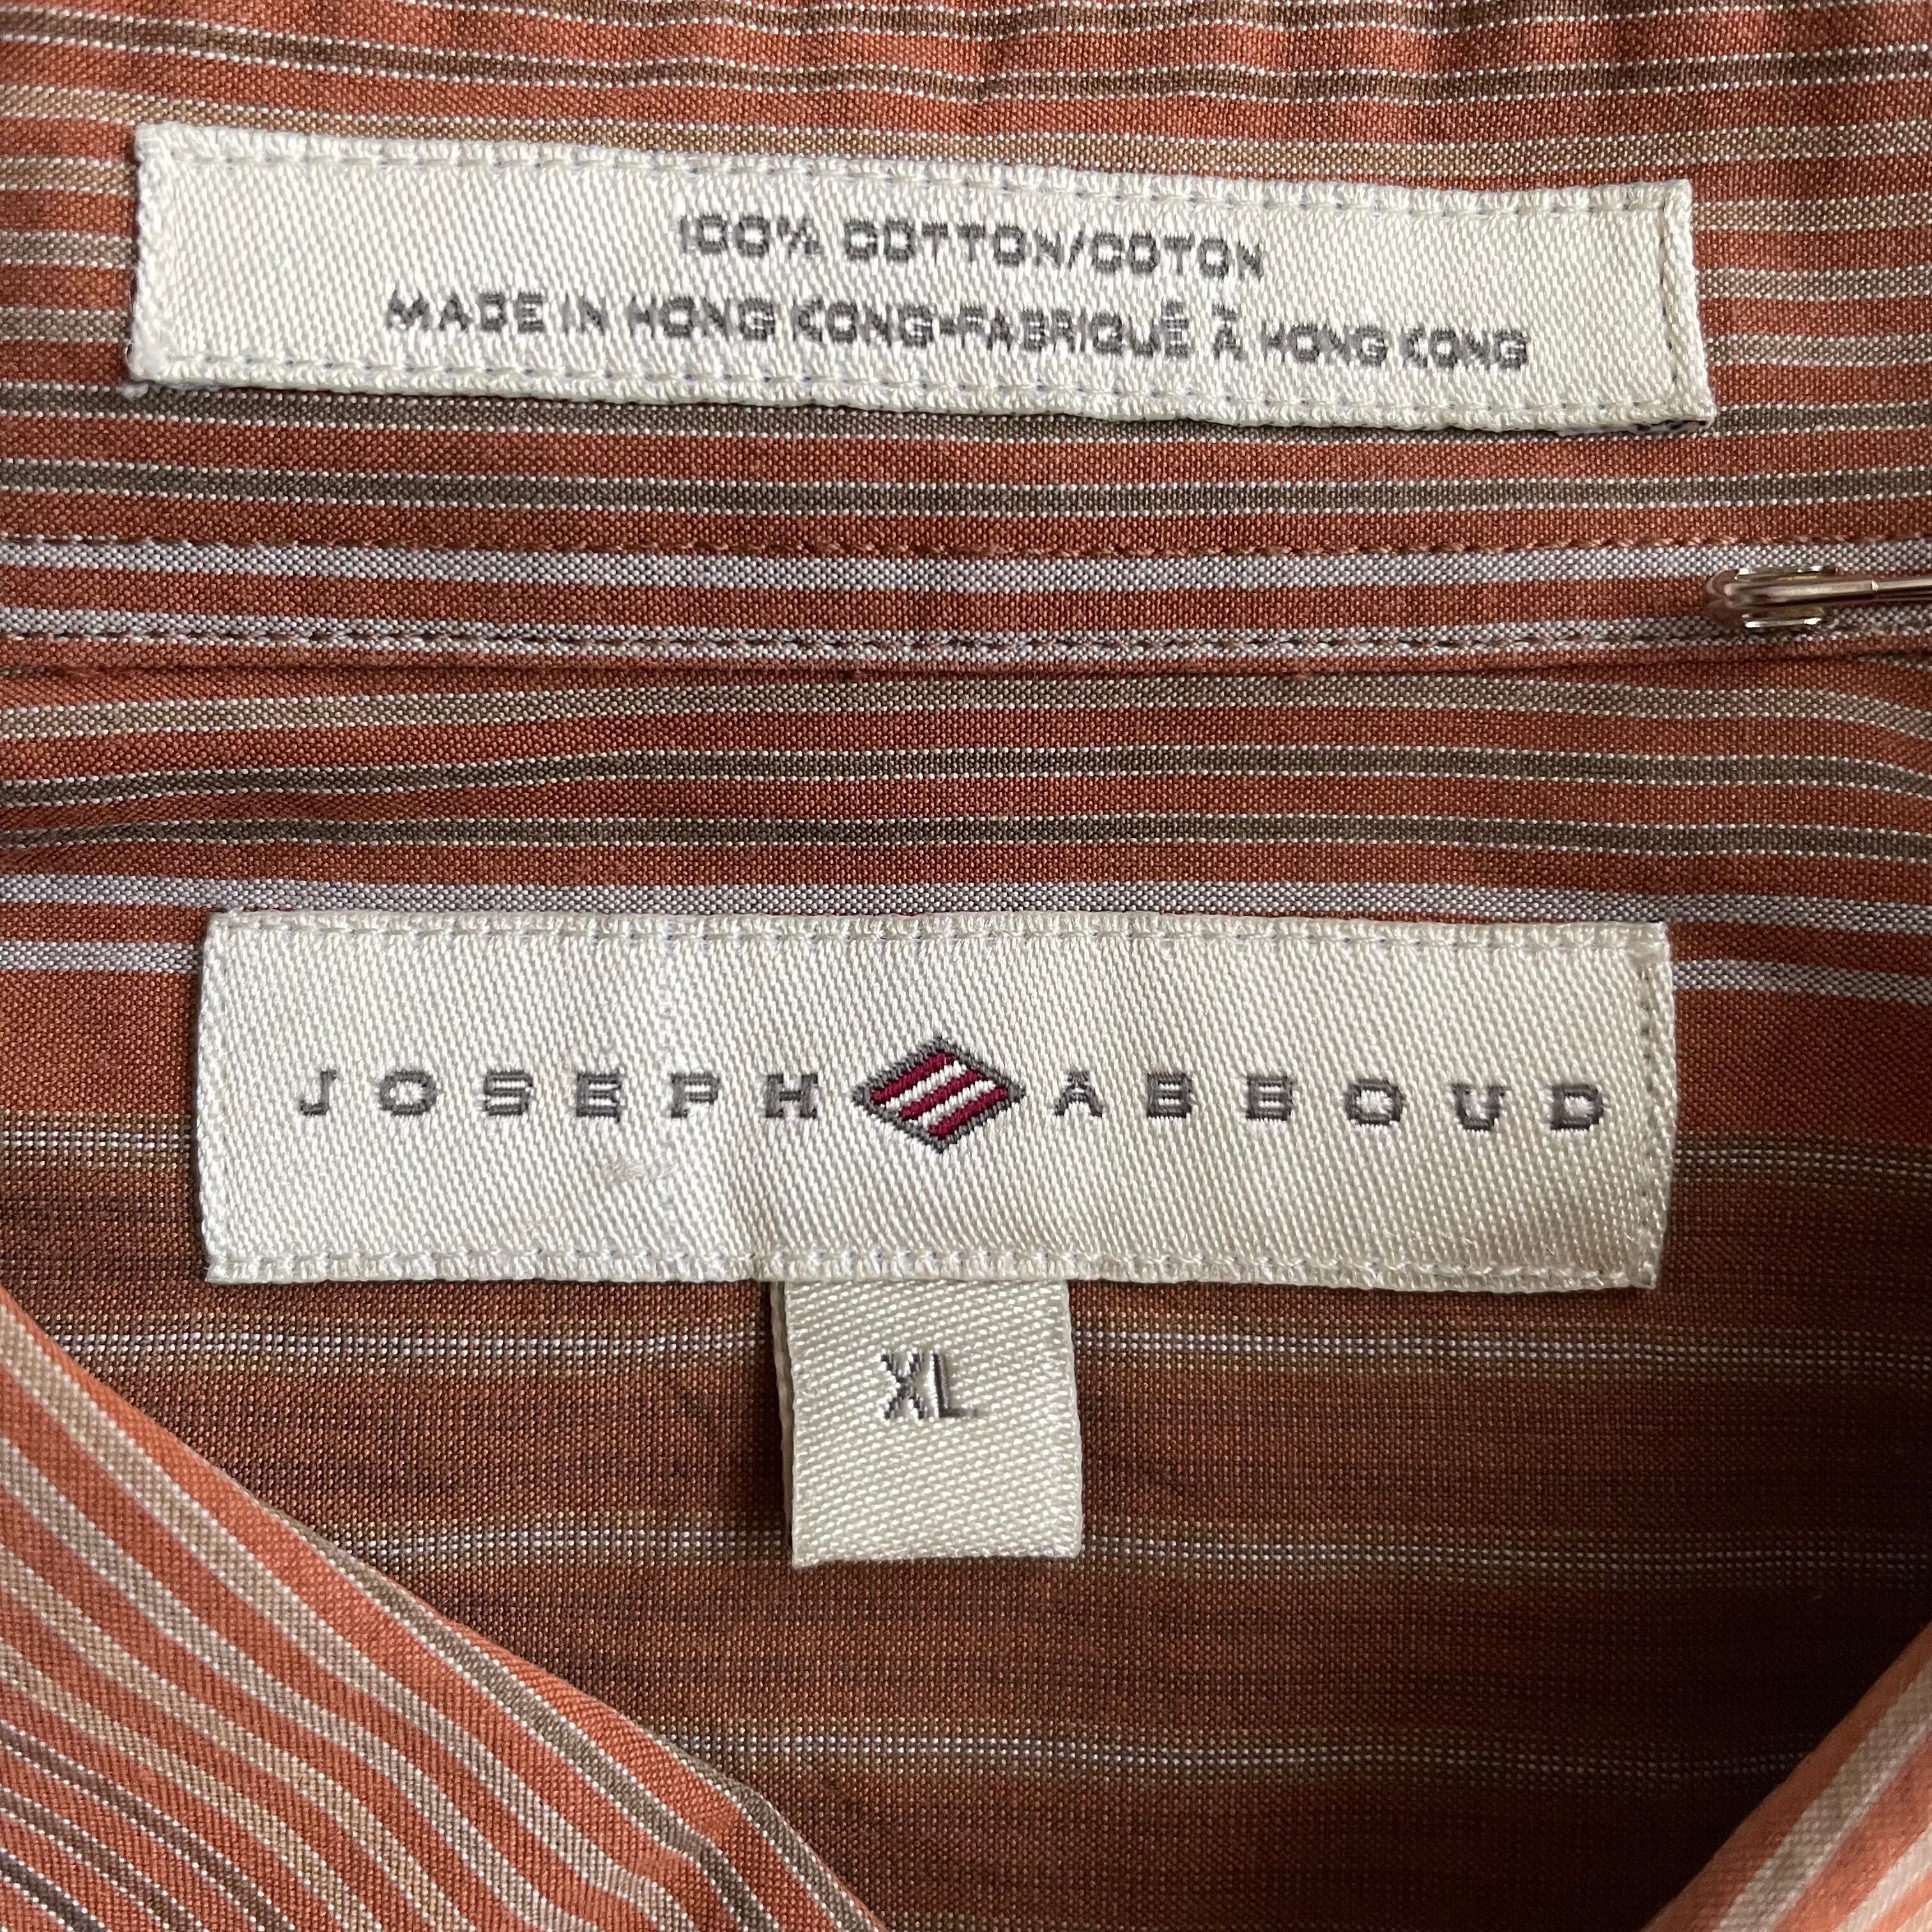 100% COTTON/COTON
MADE IN HONG KONG-FABRIQUÉ À HONG KONG
JOSEPH ABBOUD
XL